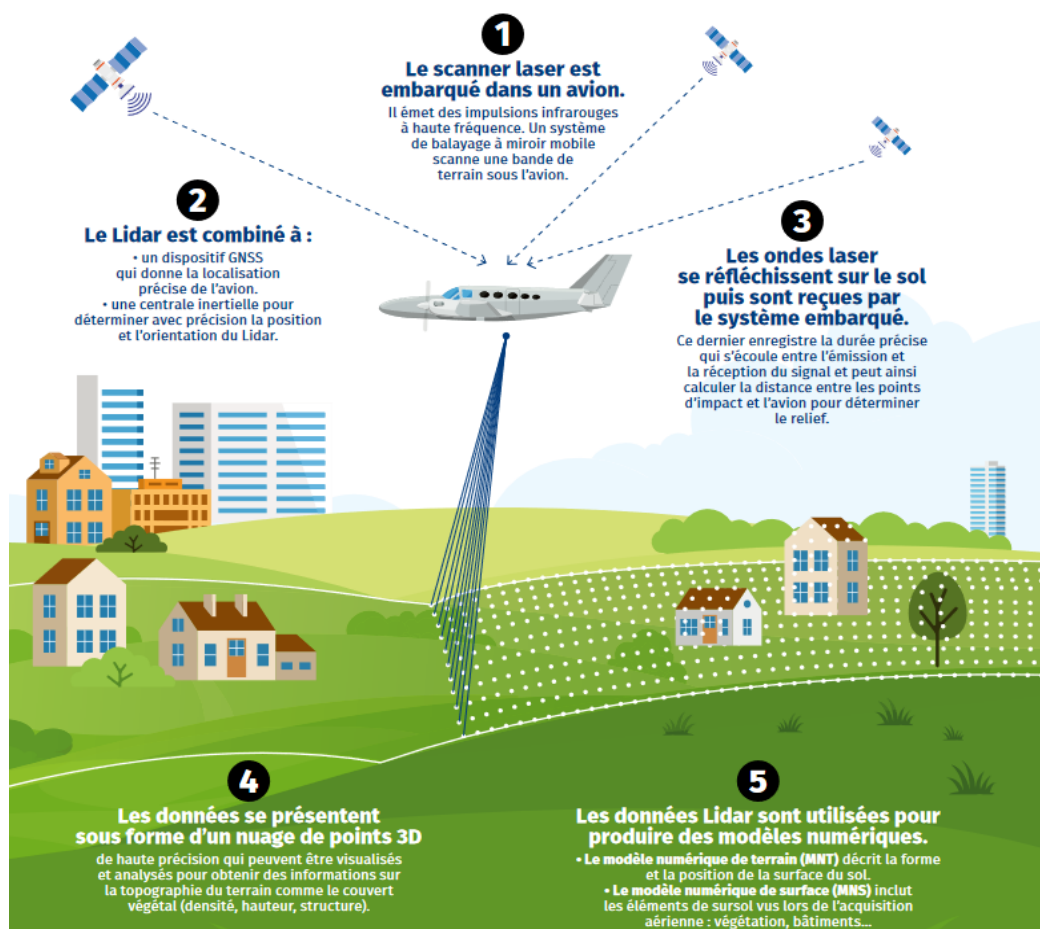 1
Le scanner laser est
embarqué dans un avion.
Il émet des impulsions infrarouges
à haute fréquence. Un système
de balayage à miroir mobile
scanne une bande de
terrain sous l'avion.
2
Le Lidar est combiné à :
• un dispositif GNSS
qui donne la localisation
précise de l'avion.
• une centrale inertielle pour
déterminer avec précision la position
et l'orientation du Lidar.
3
Les ondes laser
se réfléchissent sur le sol
puis sont reçues par
le système embarqué.
Ce dernier enregistre la durée précise
qui s'écoule entre l'émission et
la réception du signal et peut ainsi
calculer la distance entre les points
d'impact et l'avion pour déterminer
le relief.
4
Les données se présentent
sous forme d'un nuage de points 3D
de haute précision qui peuvent être visualisés
et analysés pour obtenir des informations sur
la topographie du terrain comme le couvert
végétal (densité, hauteur, structure).
5
Les données Lidar sont utilisées pour
produire des modèles numériques.
• Le modèle numérique de terrain (MNT) décrit la forme
et la position de la surface du sol.
• Le modèle numérique de surface (MNS) inclut
les éléments de sursol vus lors de l'acquisition
aérienne : végétation, bâtiments...